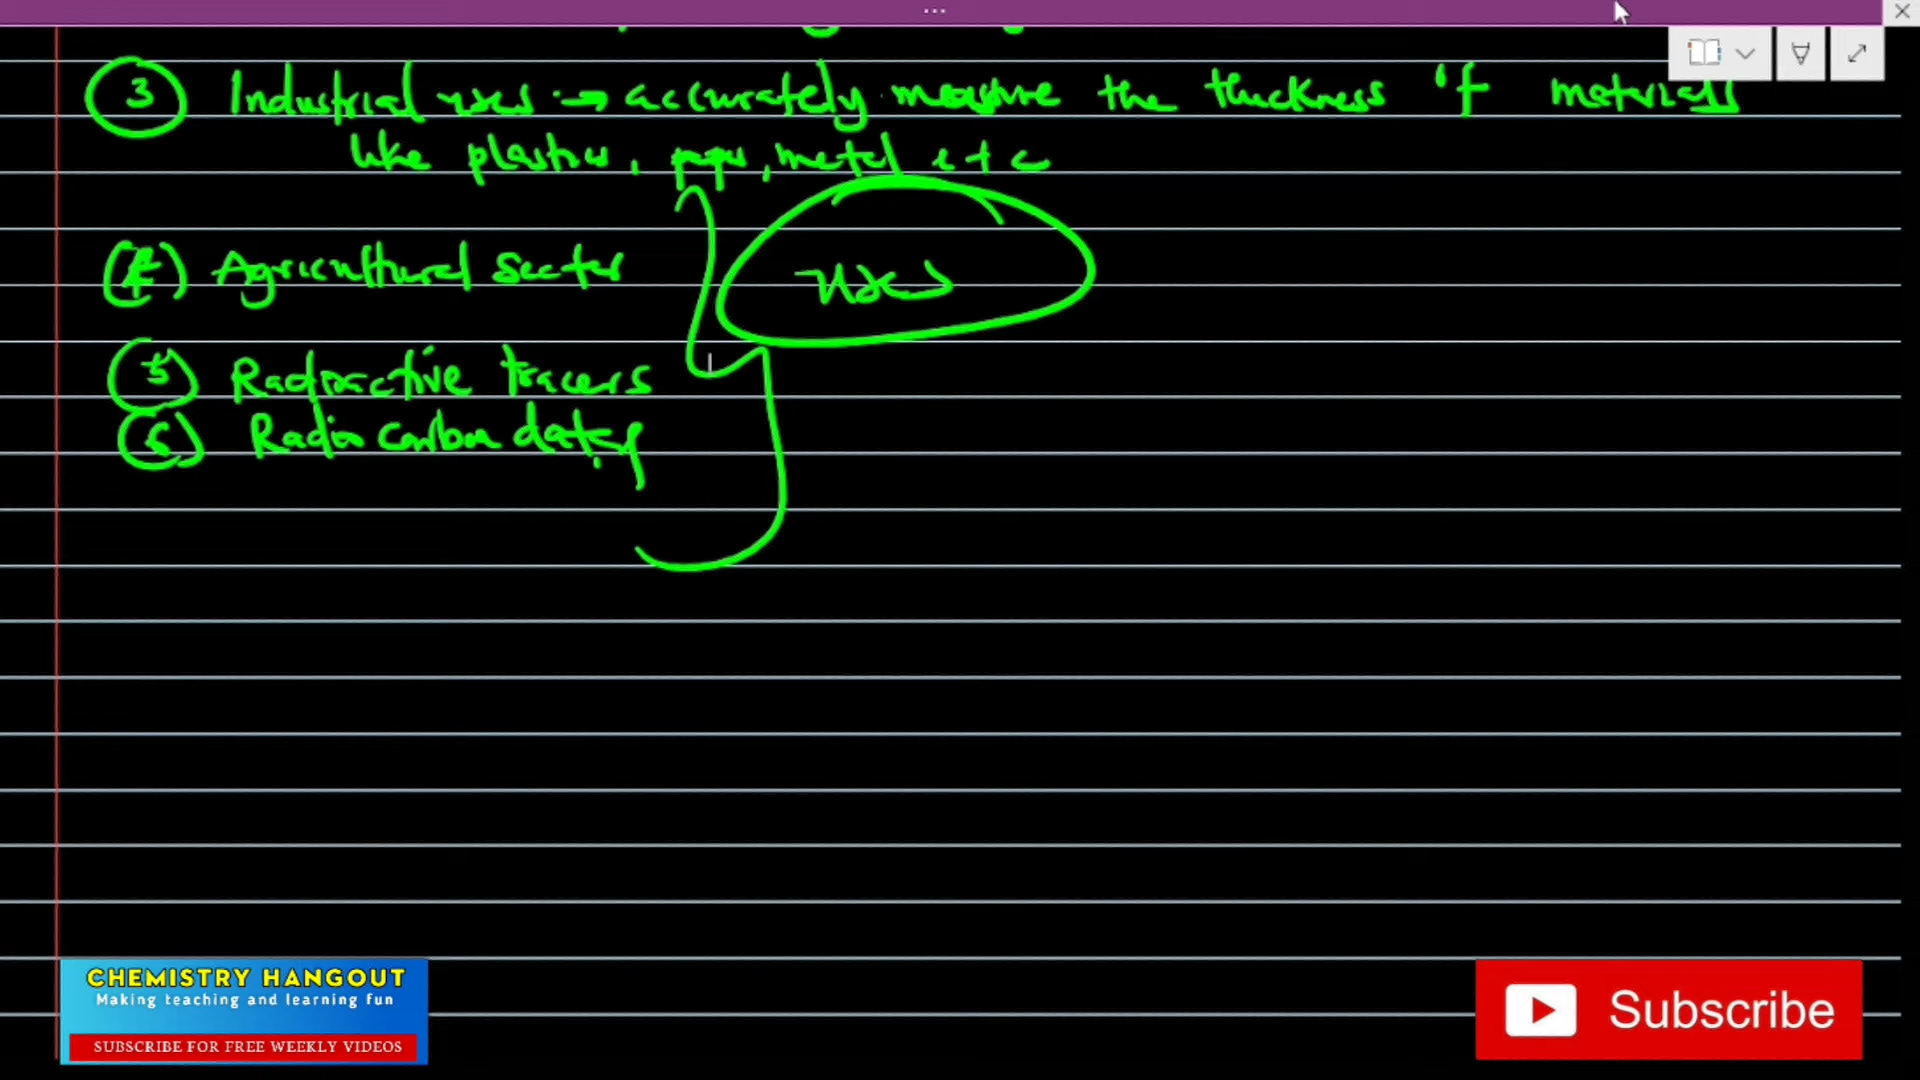 3 Industrial uses → accurately measure the thickness of materials
like plastics, paper, metal etc
(4) Agricultural sector
uses
5 Radioactive tracers
6 Radio carbon dating
CHEMISTRY HANGOUT
Making teaching and learning fun
SUBSCRIBE FOR FREE WEEKLY VIDEOS
Subscribe